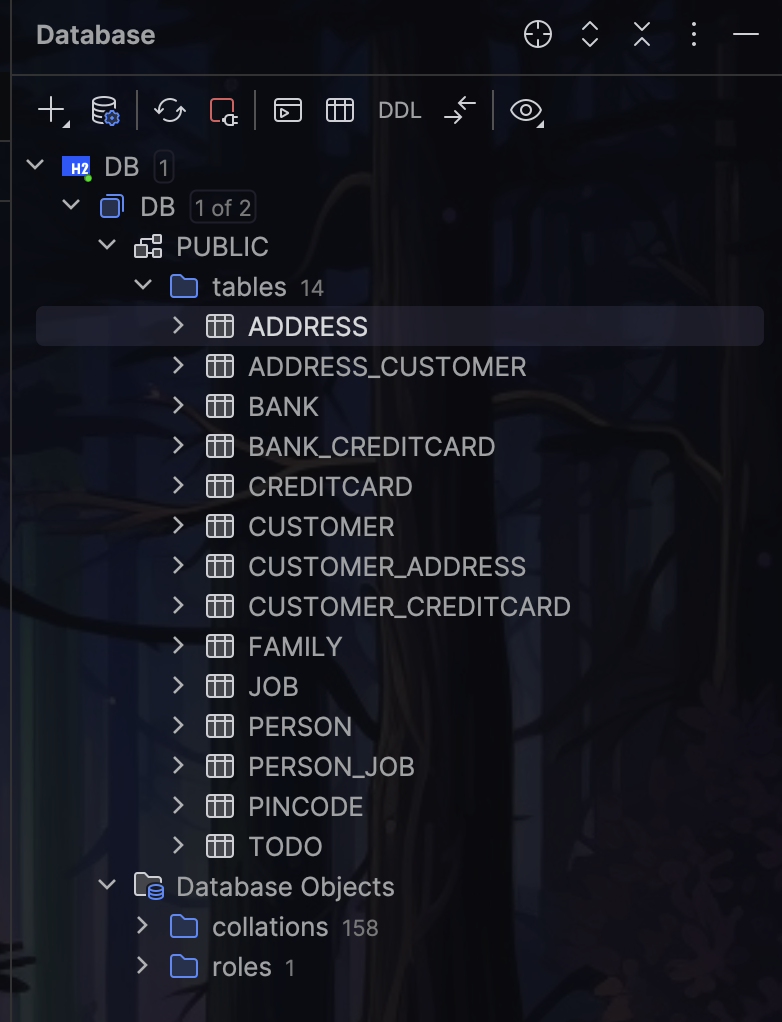 Database
DDL
H2 DB 1
DB 1 of 2
PUBLIC
tables 14
ADDRESS
ADDRESS_CUSTOMER
BANK
BANK_CREDITCARD
CREDITCARD
CUSTOMER
CUSTOMER_ADDRESS
CUSTOMER_CREDITCARD
FAMILY
JOB
PERSON
PERSON_JOB
PINCODE
TODO
Database Objects
collations 158
roles 1